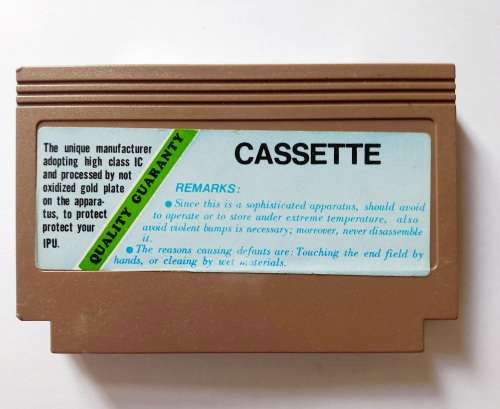 The unique manufacturer
adopting high class IC
and processed by not
oxidized gold plate
on the appara-
tus, to protect
protect your
IPU.
QUALITY GUARANTY
CASSETTE
REMARKS:
● Since this is a sophisticated apparatus, should avoid
to operate or to store under extreme temperature, also
avoid violent bumps is necessary; moreover, never disassemble
it.
● The reasons causing defants are: Touching the end field by
hands, or cleaing by wet materials.